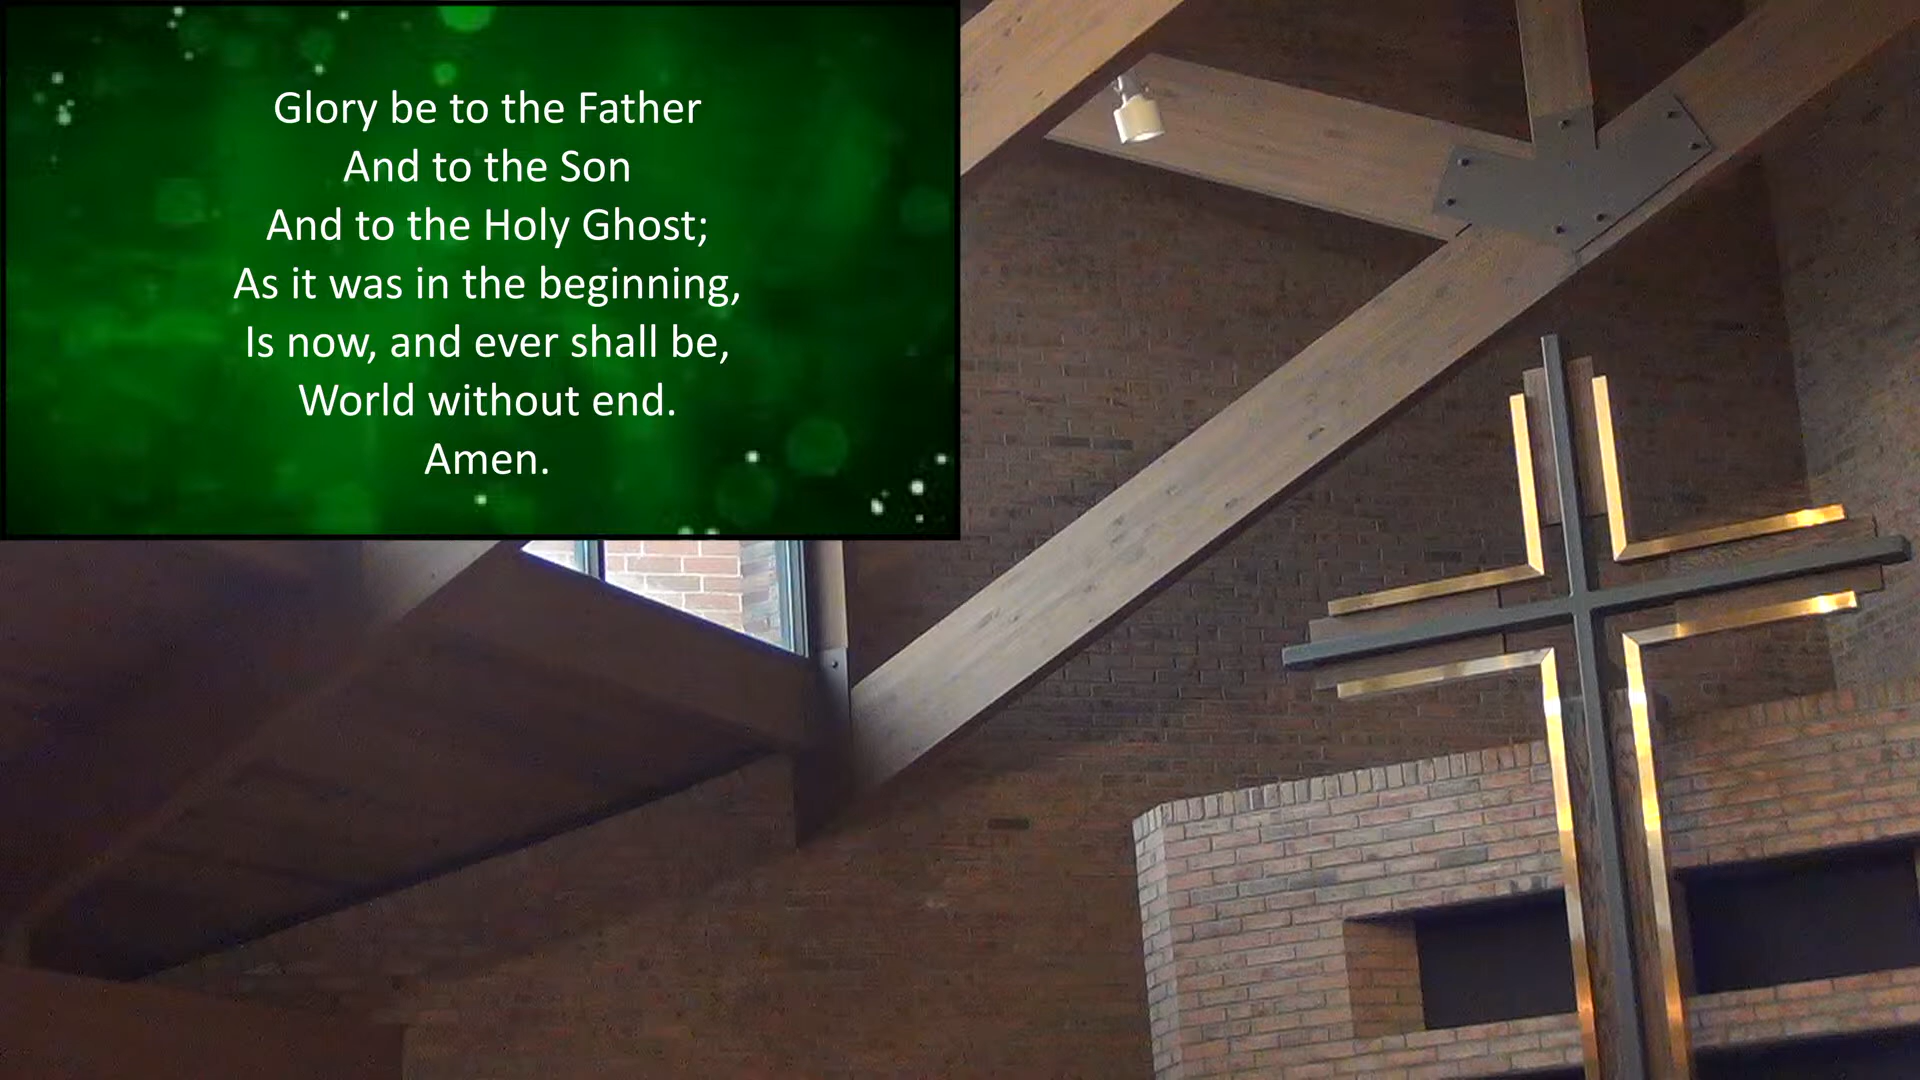 Glory be to the Father
And to the Son
And to the Holy Ghost;
As it was in the beginning,
Is now, and ever shall be,
World without end.
Amen.